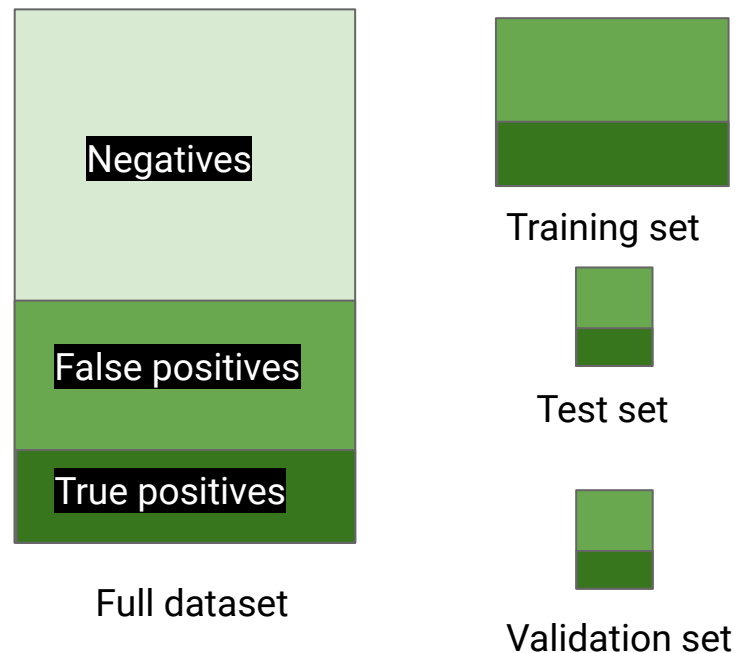 Negatives
False positives
True positives
Full dataset
Training set
Test set
Validation set